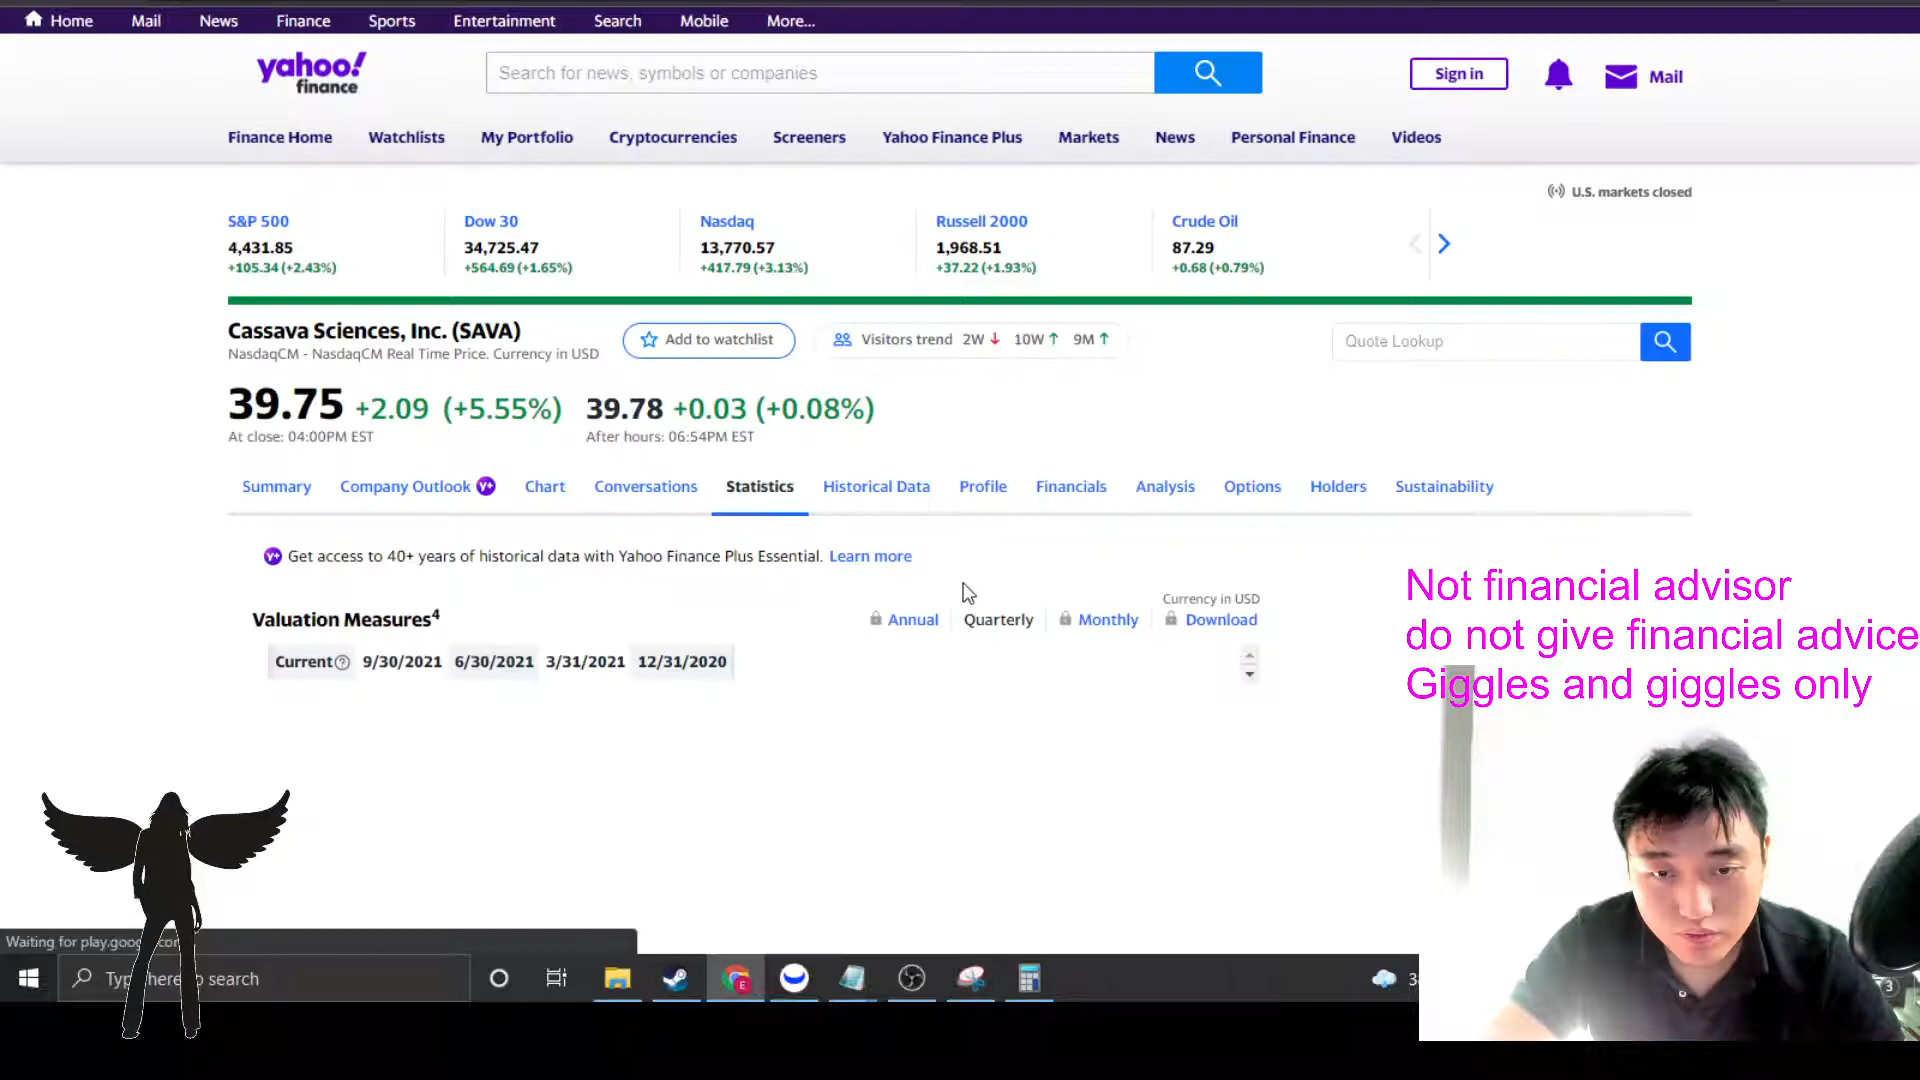 Home Mail News Finance Sports Entertainment Search Mobile More...
yahoo!
finance
Search for news, symbols or companies
Sign in
Mail
Finance Home Watchlists My Portfolio Cryptocurrencies Screeners Yahoo Finance Plus Markets News Personal Finance Videos
U.S. markets closed
S&P 500 Dow 30 Nasdaq Russell 2000 Crude Oil
4,431.85 34,725.47 13,770.57 1,968.51 87.29
+105.34 (+2.43%) +564.69 (+1.65%) +417.79 (+3.13%) +37.22 (+1.93%) +0.68 (+0.79%)
Cassava Sciences, Inc. (SAVA)
NasdaqCM - NasdaqCM Real Time Price. Currency in USD
Add to watchlist
Visitors trend 2W ↓ 10W ↑ 9M ↑
Quote Lookup
39.75 +2.09 (+5.55%) 39.78 +0.03 (+0.08%)
At close: 04:00PM EST After hours: 06:54PM EST
Summary Company Outlook Y+ Chart Conversations Statistics Historical Data Profile Financials Analysis Options Holders Sustainability
Y+ Get access to 40+ years of historical data with Yahoo Finance Plus Essential. Learn more
Currency in USD
Valuation Measures4 Annual Quarterly Monthly Download
Current ? 9/30/2021 6/30/2021 3/31/2021 12/31/2020
Not financial advisor
do not give financial advice
Giggles and giggles only
Waiting for
Type here to search
E
3